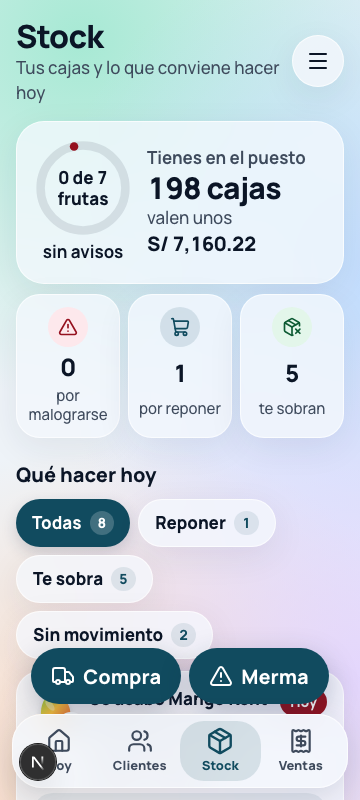 Stock
Tus cajas y lo que conviene hacer
hoy
0 de 7
frutas
sin avisos
Tienes en el puesto
198 cajas
valen unos
S/ 7,160.22
0
por
malograrse
1
por reponer
5
te sobran
Qué hacer hoy
Todas 8
Reponer 1
Te sobra 5
Sin movimiento 2
Compra
Merma
Mango
Hoy
N
Clientes
Stock
Ventas